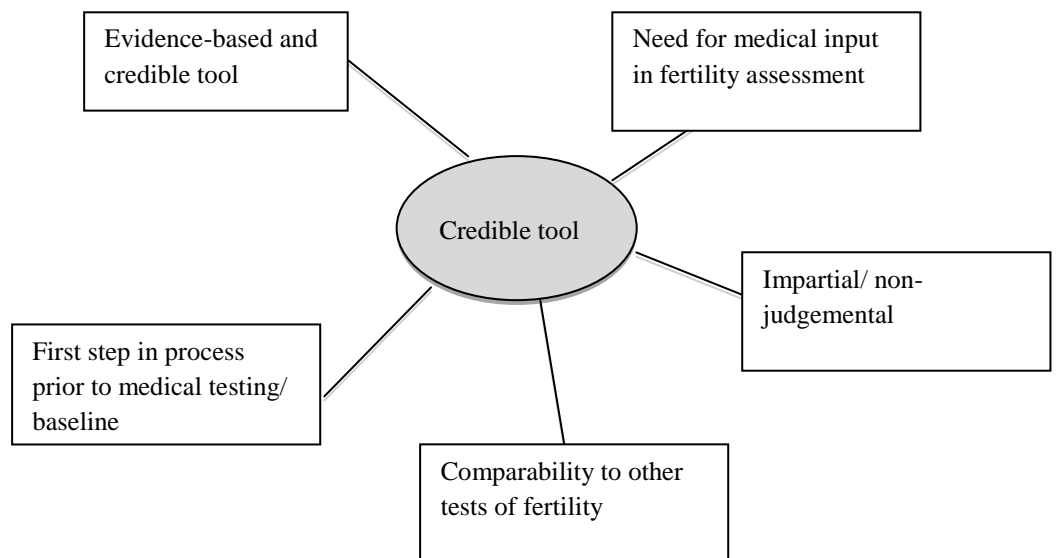 Evidence-based and
credible tool
Need for medical input
in fertility assessment
Credible tool
Impartial/ non-
judgemental
First step in process
prior to medical testing/
baseline
Comparability to other
tests of fertility